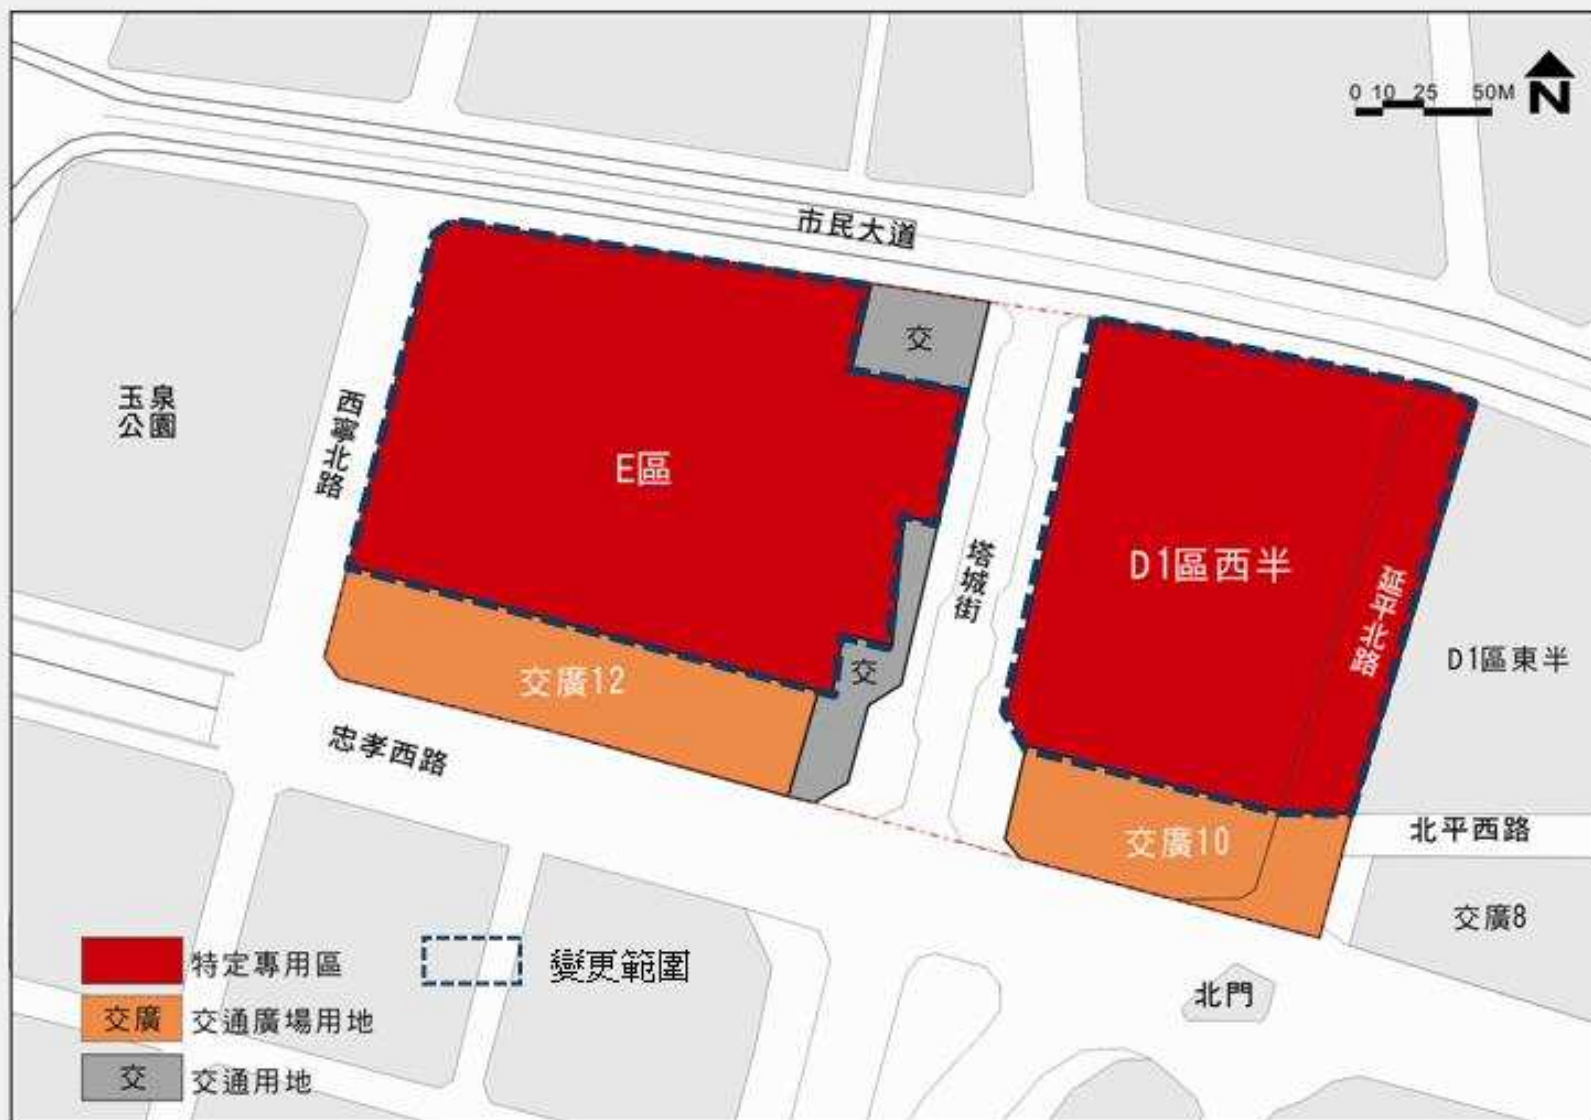 0 10 25 50M
N
市民大道
交
玉泉
公園
西寧北路
E區
塔城街
D1區西半
延平北路
D1區東半
交廣12
交
忠孝西路
交廣10
北平西路
交廣8
北門
特定專用區
變更範圍
交廣 交通廣場用地
交 交通用地